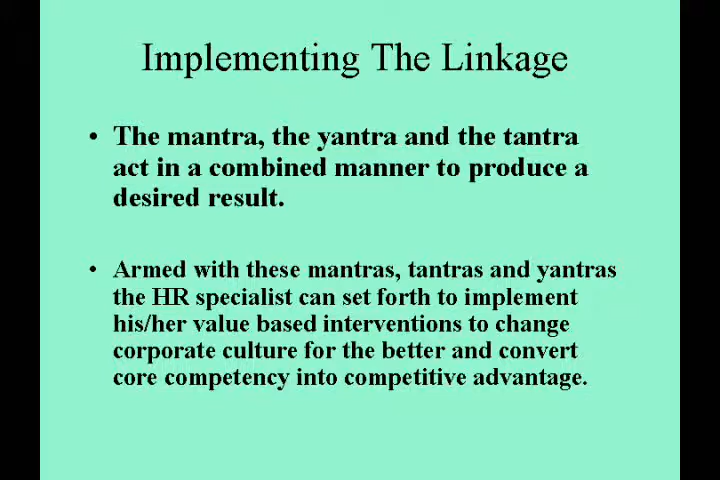 Implementing The Linkage
• The mantra, the yantra and the tantra
act in a combined manner to produce a
desired result.
• Armed with these mantras, tantras and yantras
the HR specialist can set forth to implement
his/her value based interventions to change
corporate culture for the better and convert
core competency into competitive advantage.